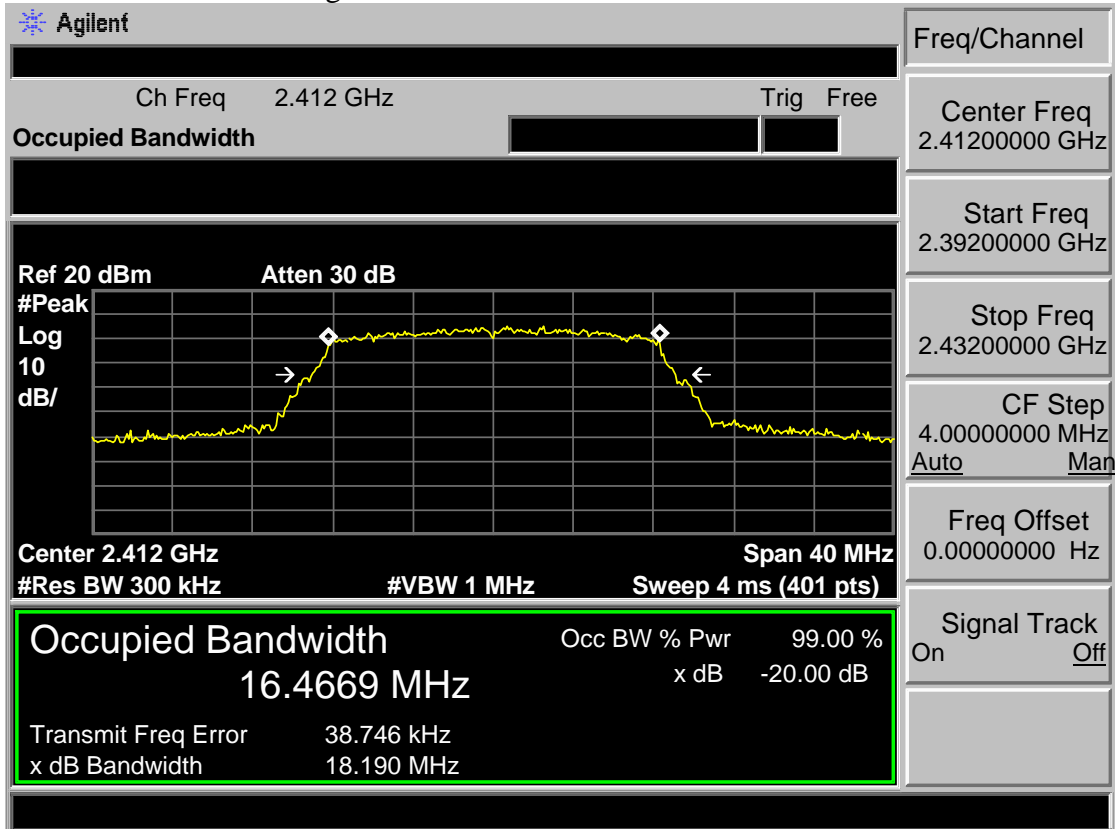 Agilent
Freq/Channel
Ch Freq 2.412 GHz Trig Free
Occupied Bandwidth
Center Freq
2.41200000 GHz
Start Freq
2.39200000 GHz
Stop Freq
2.43200000 GHz
CF Step
4.00000000 MHz
Auto Man
Freq Offset
0.00000000 Hz
Signal Track
On Off
Ref 20 dBm Atten 30 dB
#Peak
Log
10
dB/
Center 2.412 GHz Span 40 MHz
#Res BW 300 kHz #VBW 1 MHz Sweep 4 ms (401 pts)
Occupied Bandwidth Occ BW % Pwr 99.00 %
16.4669 MHz x dB -20.00 dB
Transmit Freq Error 38.746 kHz
x dB Bandwidth 18.190 MHz